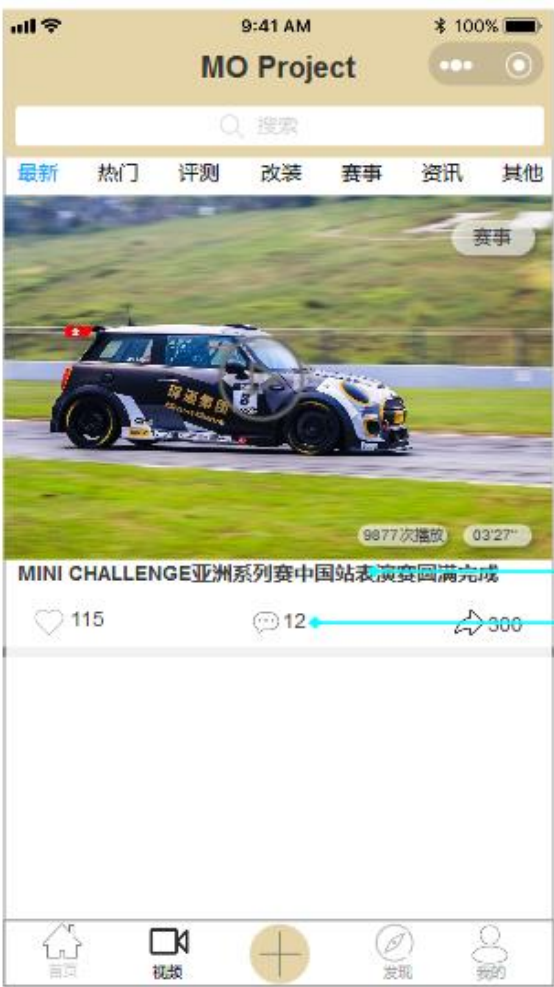 9:41 AM 100%
MO Project
搜索
最新 热门 评测 改装 赛事 资讯 其他
赛事
9877次播放 03'27"
MINI CHALLENGE亚洲系列赛中国站表演赛圆满完成
115 12 300
首页 视频 发现 我的